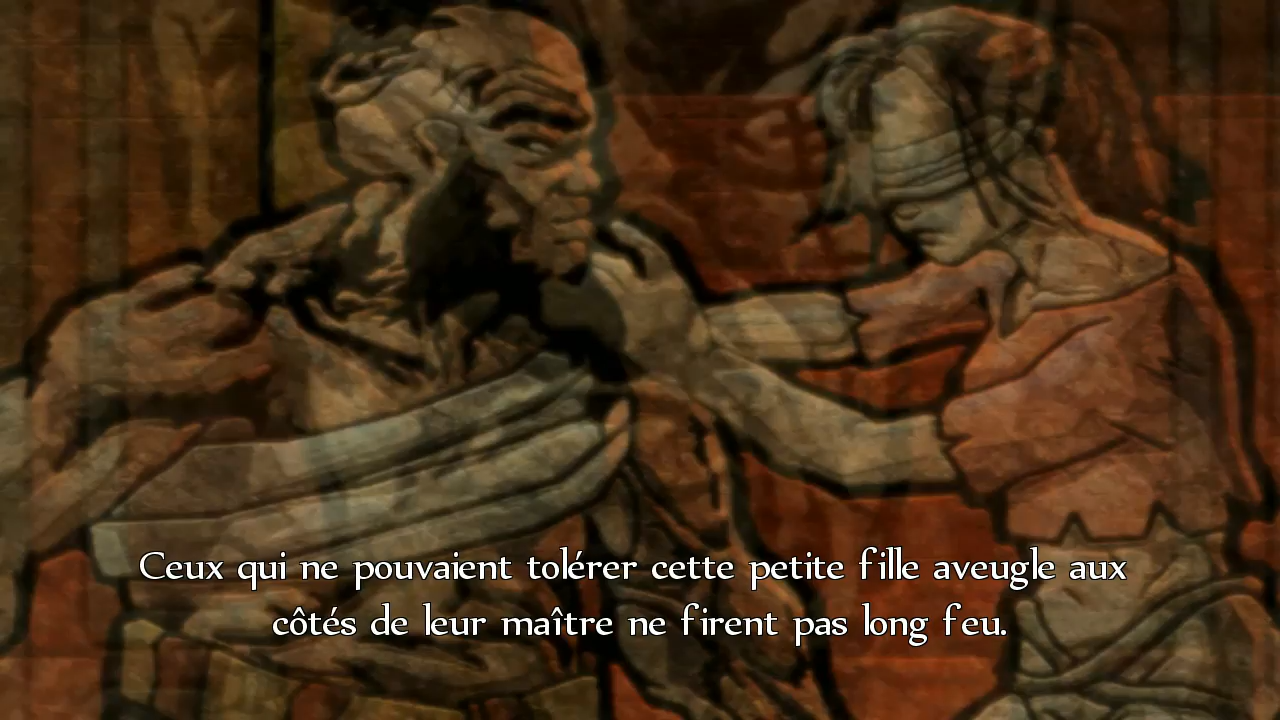 Ceux qui ne pouvaient tolérer cette petite fille aveugle aux
côtés de leur maître ne firent pas long feu.